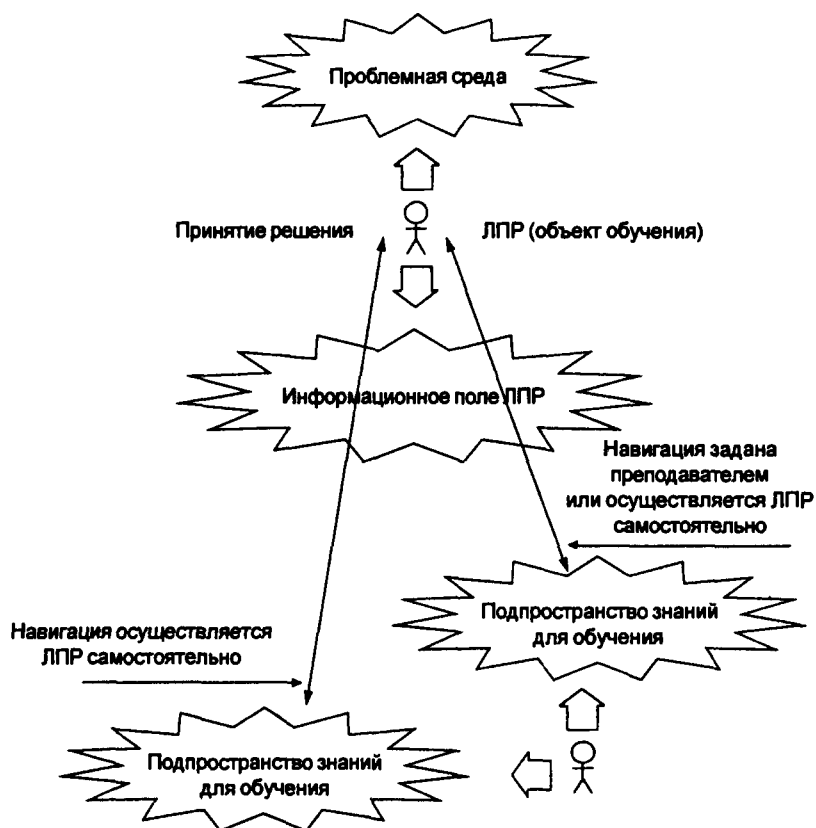 Проблемная среда
Принятие решения
ЛПР (объект обучения)
Информационное поле ЛПР
Навигация задана
преподавателем
или осуществляется ЛПР
самостоятельно
Подпространство знаний
для обучения
Навигация осуществляется
ЛПР самостоятельно
Подпространство знаний
для обучения